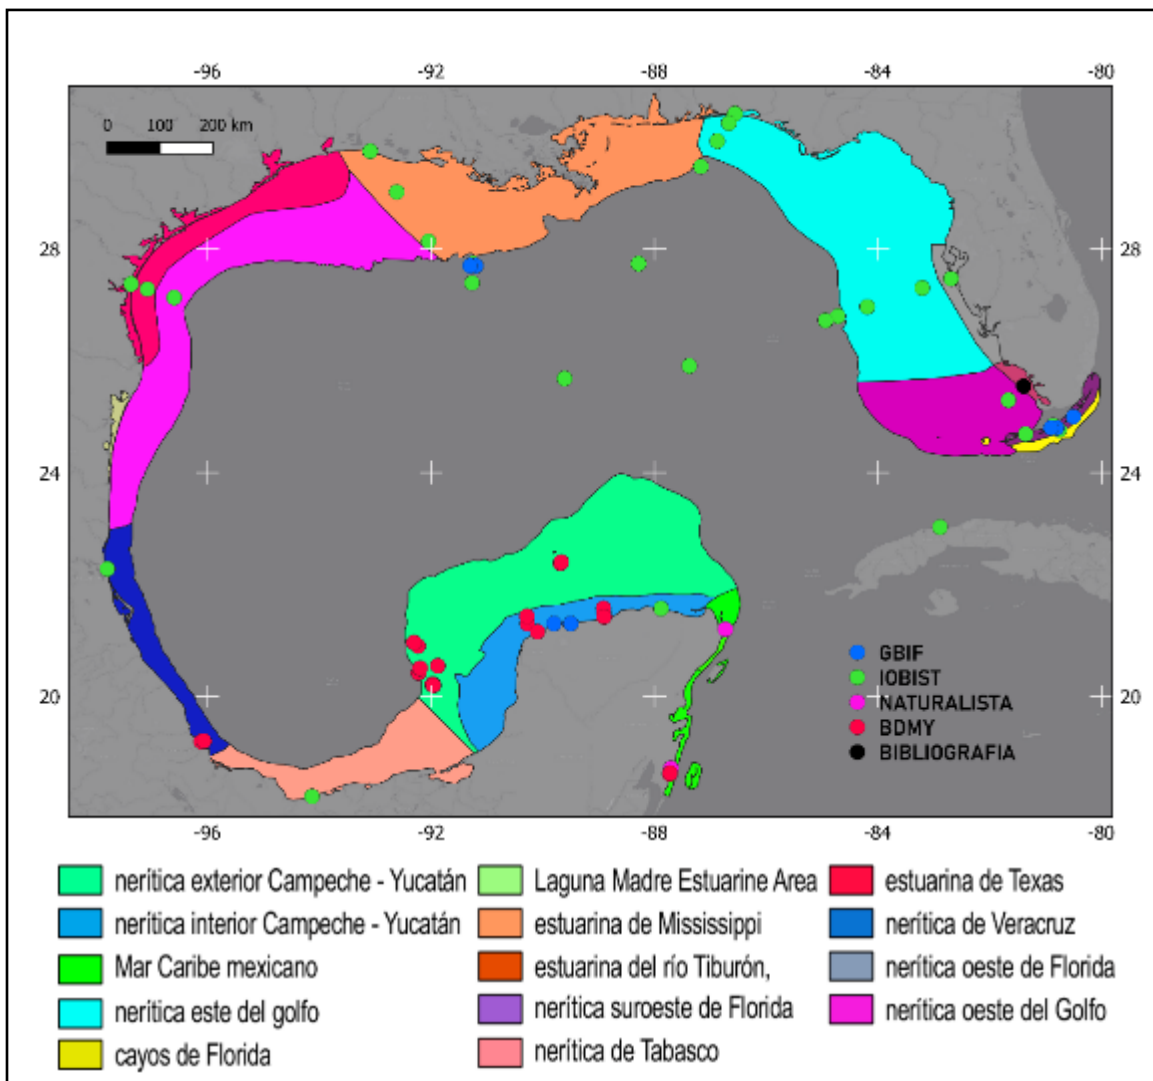 -96 -92 -88 -84 -80
0 100 200 km
28 28
24 24
20 20
GBIF
IOBIST
NATURALISTA
BDMY
BIBLIOGRAFIA
-96 -92 -88 -84 -80
nerítica exterior Campeche - Yucatán
nerítica interior Campeche - Yucatán
Mar Caribe mexicano
nerítica este del golfo
cayos de Florida
Laguna Madre Estuarine Area
estuarina de Mississippi
estuarina del río Tiburón,
nerítica suroeste de Florida
nerítica de Tabasco
estuarina de Texas
nerítica de Veracruz
nerítica oeste de Florida
nerítica oeste del Golfo